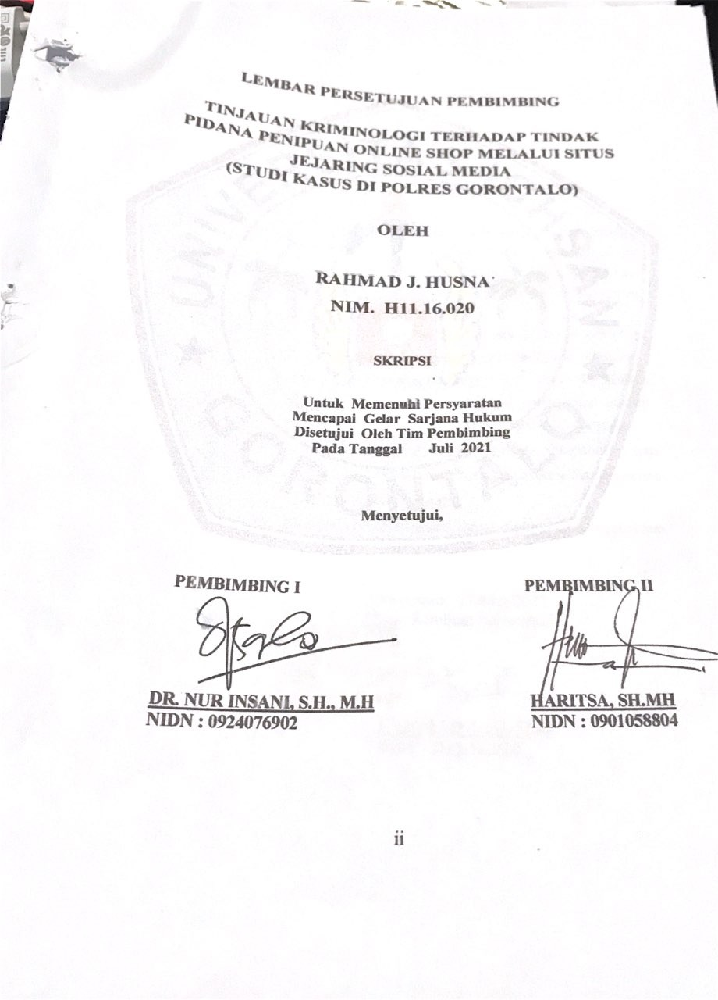 LEMBAR PERSETUJUAN PEMBIMBING
TINJAUAN KRIMINOLOGI TERHADAP TINDAK
PIDANA PENIPUAN ONLINE SHOP MELALUI SITUS
JEJARING SOSIAL MEDIA
(STUDI KASUS DI POLRES GORONTALO)
OLEH
RAHMAD J. HUSNA
NIM. H11.16.020
SKRIPSI
Untuk Memenuhi Persyaratan
Mencapai Gelar Sarjana Hukum
Disetujui Oleh Tim Pembimbing
Pada Tanggal Juli 2021
Menyetujui,
PEMBIMBING I
DR. NUR INSANI, S.H., M.H
NIDN : 0924076902
PEMBIMBING II
HARITSA, SH.MH
NIDN : 0901058804
ii
GORONTALO